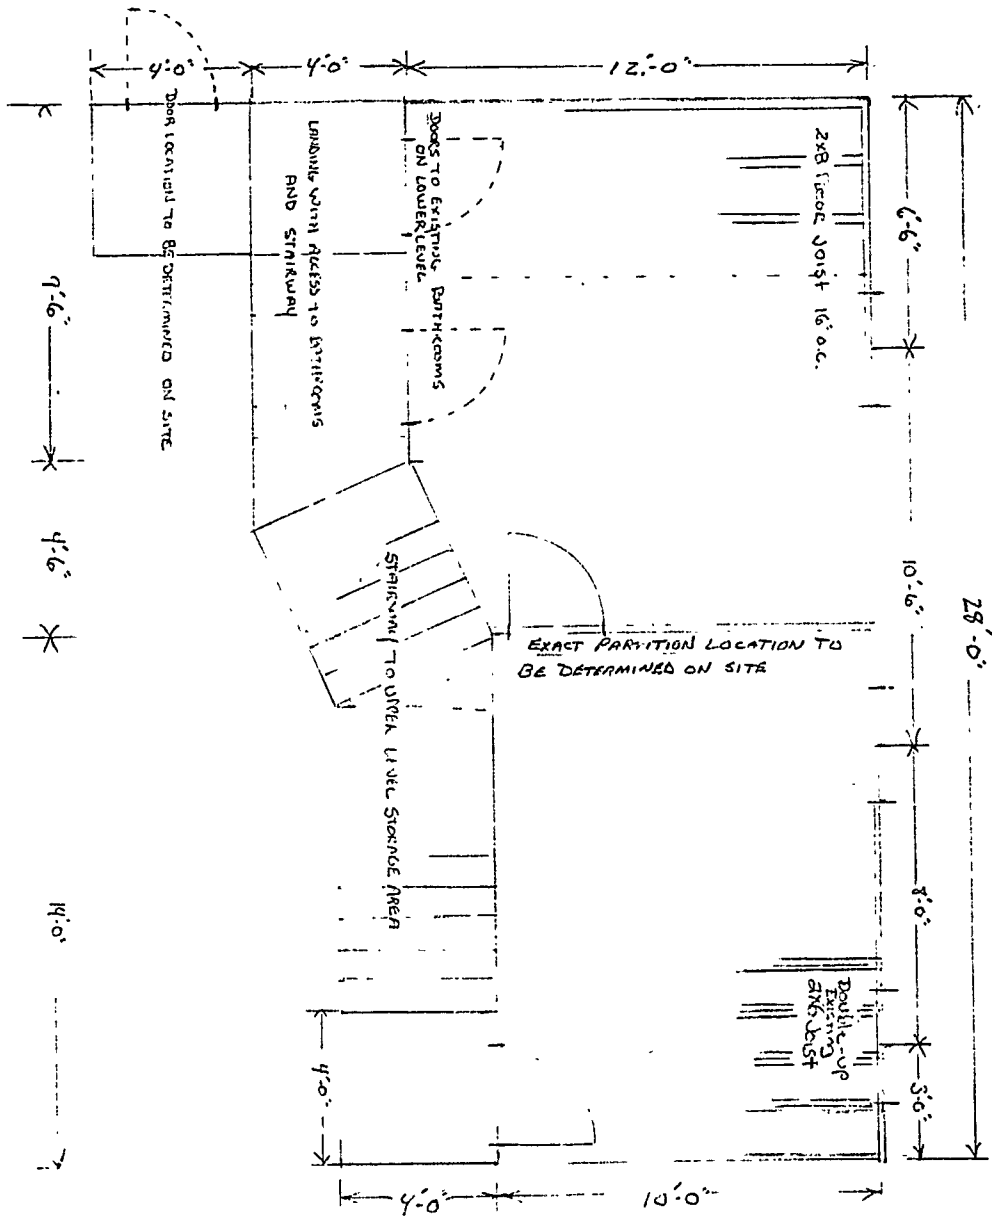 4'-0"
4'-0"
12'-0"
DOOR LOCATION TO BE DETERMINED ON SITE
LANDING WITH ACCESS TO BATHROOMS
AND STAIRWAY
DOORS TO EXISTING BATHROOMS
ON LOWER LEVEL
2x8 FLOOR JOIST 16" O.C.
6'-6"
9'-6"
4'-6"
10'-6"
28'-0"
STAIRWAY TO UPPER LEVEL STORAGE AREA
EXACT PARTITION LOCATION TO
BE DETERMINED ON SITE
14'-0"
8'-0"
Double-up
Existing
2x6 Joist
4'-0"
3'-0"
4'-0"
10'-0"